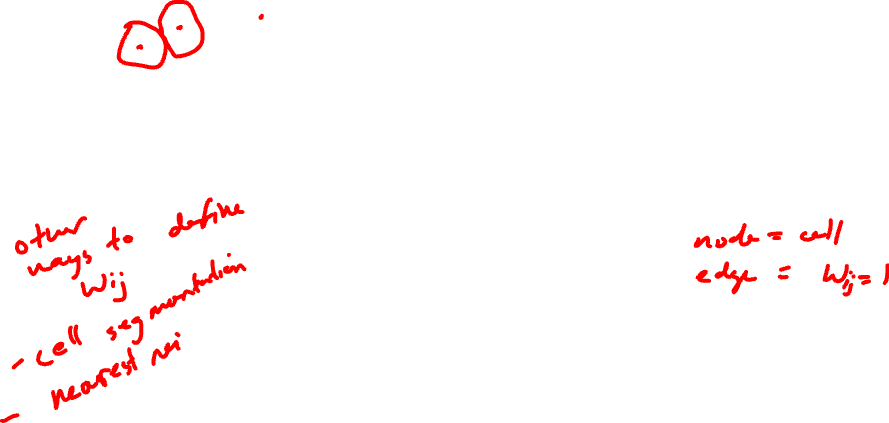 other
ways to define
Wij
- cell segmentation
- nearest nei
node = cell
edge = Wij = 1